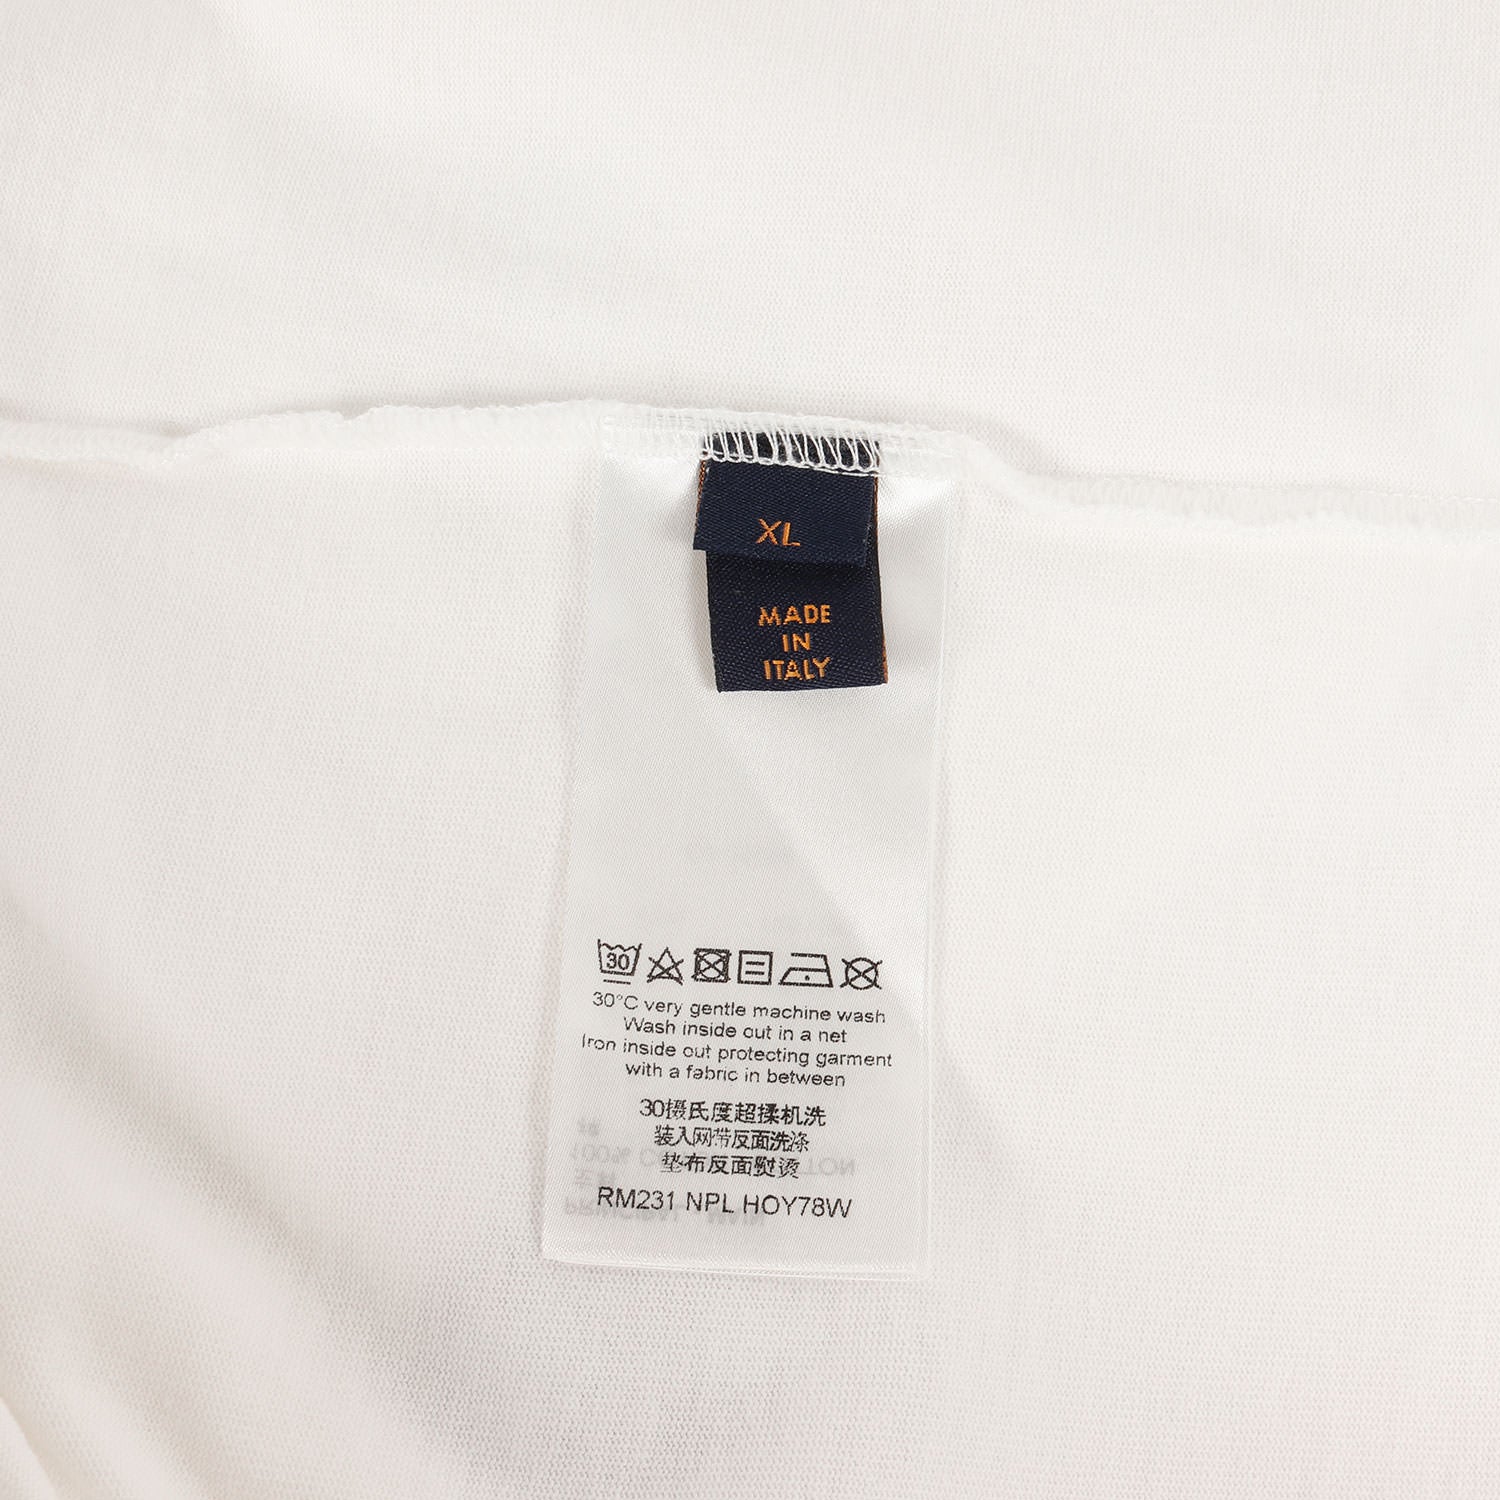 XL
MADE
IN
ITALY
30
30°C very gentle machine wash
Wash inside out in a net
Iron inside out protecting garment
with a fabric in between
30摄氏度超揉机洗
装入网带反面洗涤
垫布反面熨烫
RM231 NPL HOY78W